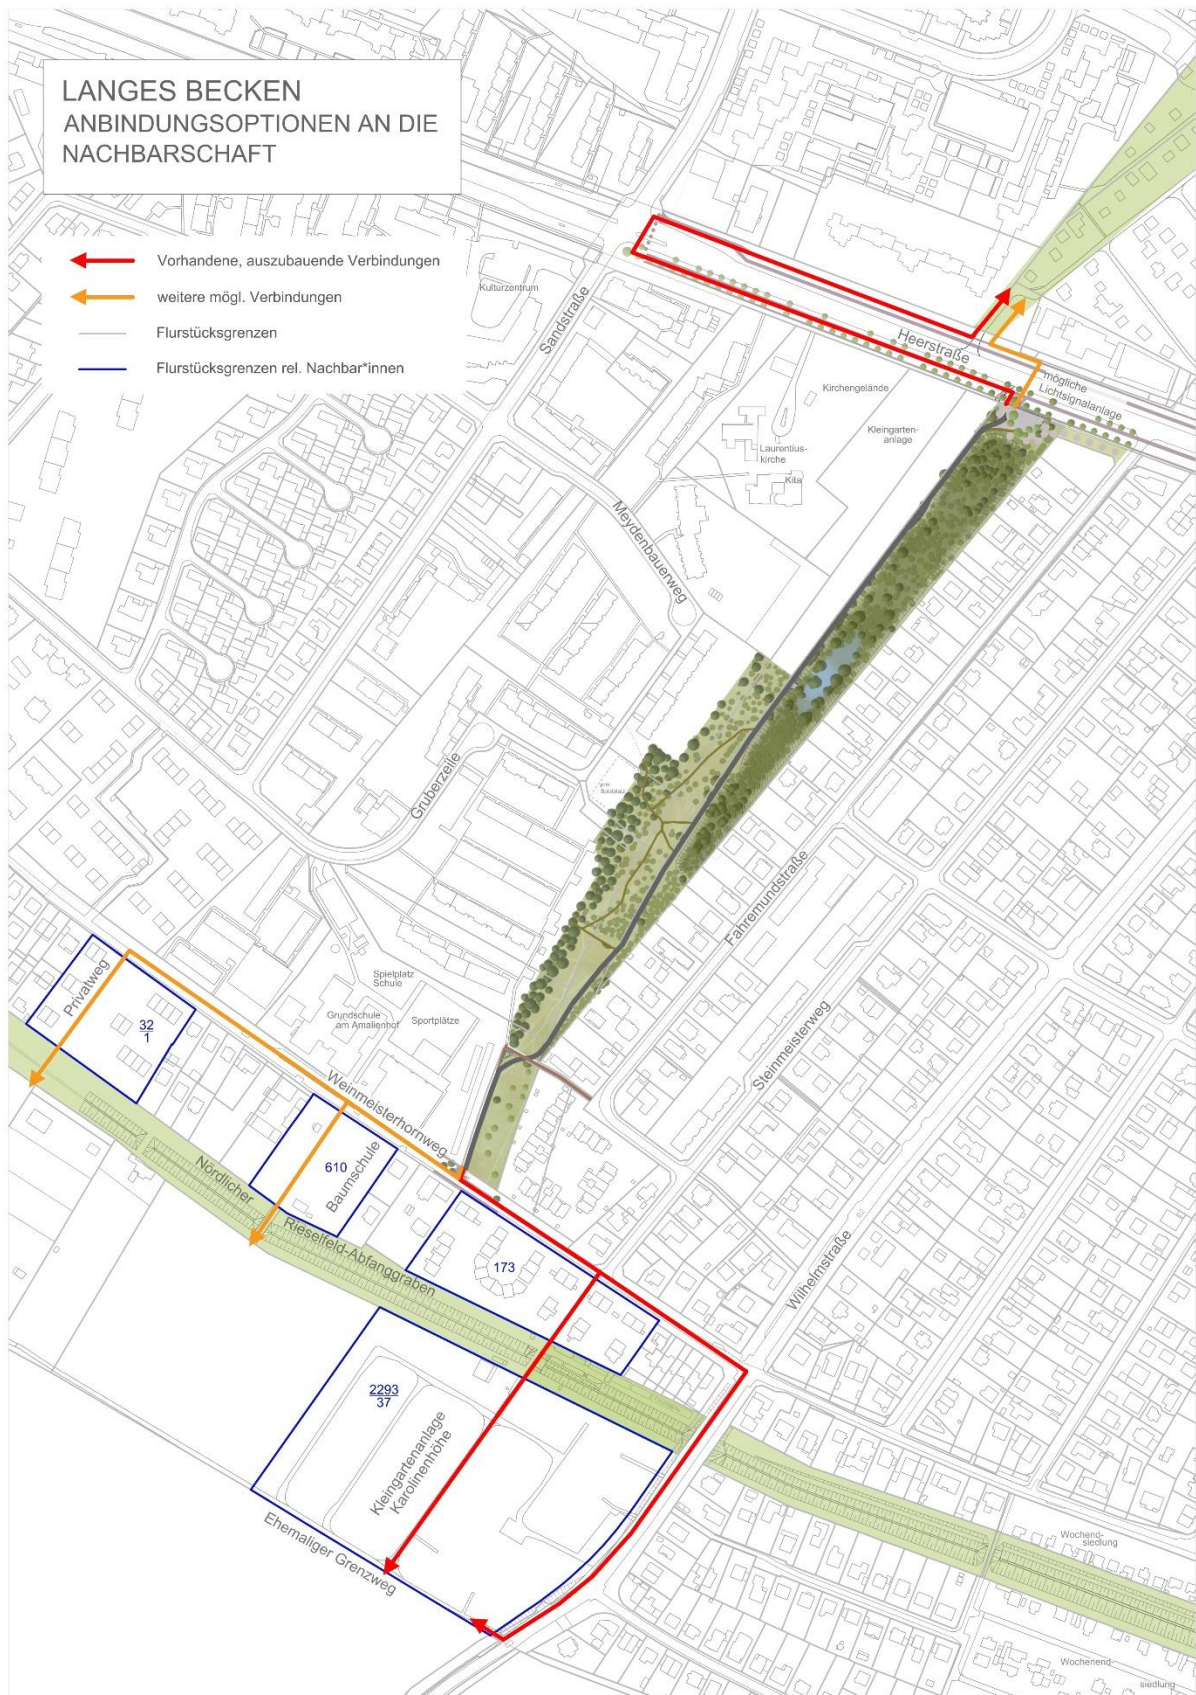 LANGES BECKEN
ANBINDUNGSOPTIONEN AN DIE
NACHBARSCHAFT
Vorhandene, auszubauende Verbindungen
weitere mögl. Verbindungen
Flurstücksgrenzen
Flurstücksgrenzen rel. Nachbar*innen
Kulturzentrum
Sandstraße
Heerstraße
mögliche
Lichtsignalanlage
Kirchengelände
Kleingarten-
anlage
Laurentius-
kirche
Kita
Meydenbauerweg
Gruberzeile
Spielplatz
Fahremundstraße
Steinmeisterweg
Wilhelmstraße
Spielplatz
Schule
Grundschule
am Amalienhof
Sportplätze
Privatweg
32
1
Weinmeisterhornweg
610
Baumschule
Nördlicher
Rieselfeld-Abfanggraben
173
2293
37
Kleingartenanlage
Karolinenhöhe
Ehemaliger Grenzweg
Wochend-
siedlung
Wochenend-
siedlung